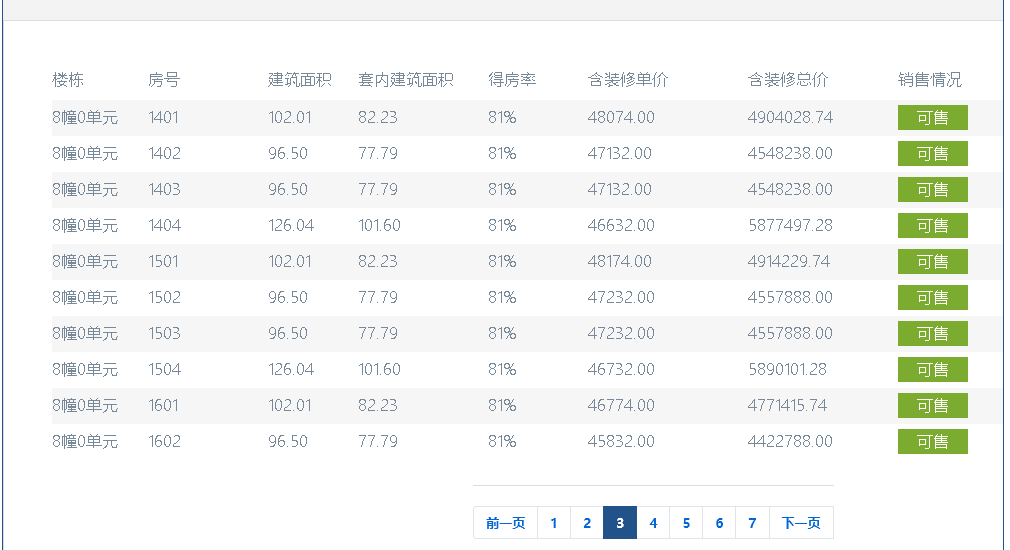 楼栋 房号 建筑面积 套内建筑面积 得房率 含装修单价 含装修总价 销售情况
8幢0单元 1401 102.01 82.23 81% 48074.00 4904028.74 可售
8幢0单元 1402 96.50 77.79 81% 47132.00 4548238.00 可售
8幢0单元 1403 96.50 77.79 81% 47132.00 4548238.00 可售
8幢0单元 1404 126.04 101.60 81% 46632.00 5877497.28 可售
8幢0单元 1501 102.01 82.23 81% 48174.00 4914229.74 可售
8幢0单元 1502 96.50 77.79 81% 47232.00 4557888.00 可售
8幢0单元 1503 96.50 77.79 81% 47232.00 4557888.00 可售
8幢0单元 1504 126.04 101.60 81% 46732.00 5890101.28 可售
8幢0单元 1601 102.01 82.23 81% 46774.00 4771415.74 可售
8幢0单元 1602 96.50 77.79 81% 45832.00 4422788.00 可售
前一页 1 2 3 4 5 6 7 下一页